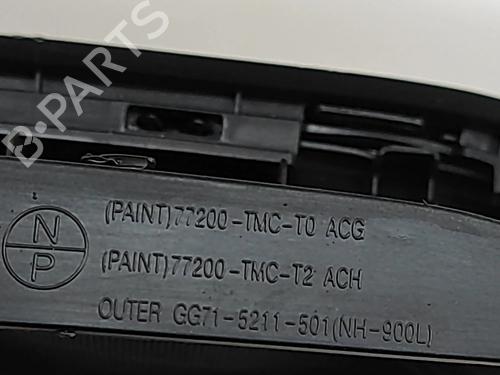 B-PARTS
N
P
(PAINT)77200-TMC-T0 ACG
(PAINT)77200-TMC-T2 ACH
OUTER GG71-5211-501(NH-900L)